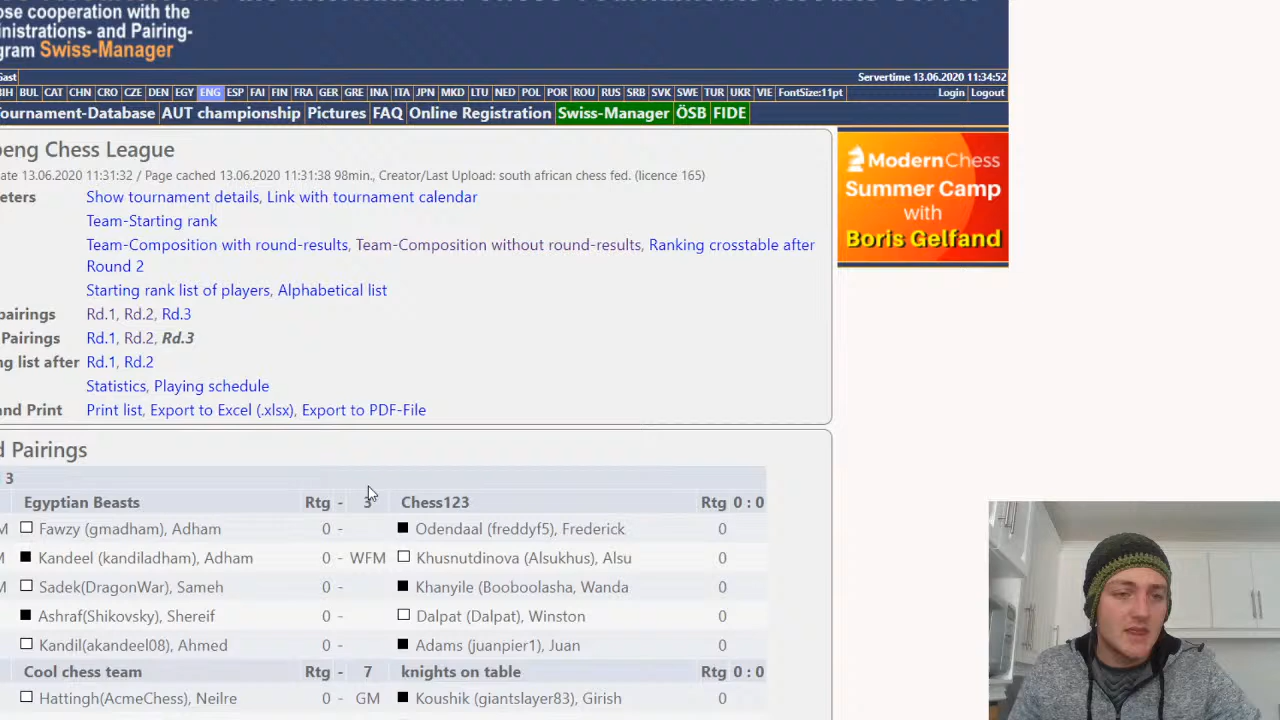 ose cooperation with the
inistrations- and Pairing-
gram Swiss-Manager
Gast
Servertime 13.06.2020 11:34:52
BIH BUL CAT CHN CRO CZE DEN EGY ENG ESP FAI FIN FRA GER GRE INA ITA JPN MKD LTU NED POL POR ROU RUS SRB SVK SWE TUR UKR VIE FontSize:11pt Login Logout
ournament-Database AUT championship Pictures FAQ Online Registration Swiss-Manager ÖSB FIDE
beng Chess League
ate 13.06.2020 11:31:32 / Page cached 13.06.2020 11:31:38 98min., Creator/Last Upload: south african chess fed. (licence 165)
eters Show tournament details, Link with tournament calendar
Team-Starting rank
Team-Composition with round-results, Team-Composition without round-results, Ranking crosstable after
Round 2
Starting rank list of players, Alphabetical list
pairings Rd.1, Rd.2, Rd.3
Pairings Rd.1, Rd.2, Rd.3
ng list after Rd.1, Rd.2
Statistics, Playing schedule
and Print Print list, Export to Excel (.xlsx), Export to PDF-File
ModernChess
Summer Camp
with
Boris Gelfand
d Pairings
3
Egyptian Beasts Rtg - 3 Chess123 Rtg 0 : 0
M Fawzy (gmadham), Adham 0 - Odendaal (freddyf5), Frederick 0
M Kandeel (kandiladham), Adham 0 - WFM Khusnutdinova (Alsukhus), Alsu 0
M Sadek(DragonWar), Sameh 0 - Khanyile (Booboolasha, Wanda 0
Ashraf(Shikovsky), Shereif 0 - Dalpat (Dalpat), Winston 0
Kandil(akandeel08), Ahmed 0 - Adams (juanpier1), Juan 0
Cool chess team Rtg - 7 knights on table Rtg 0 : 0
Hattingh(AcmeChess), Neilre 0 - GM Koushik (giantslayer83), Girish 0